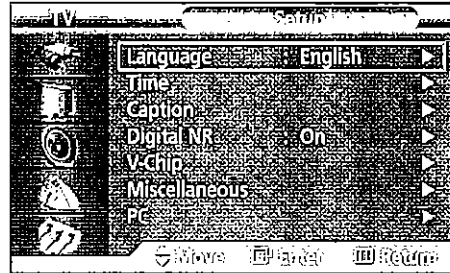 TV Setup
Language : English
Time
Caption
Digital NR : On
V-Chip
Miscellaneous
PC
Move Enter Return